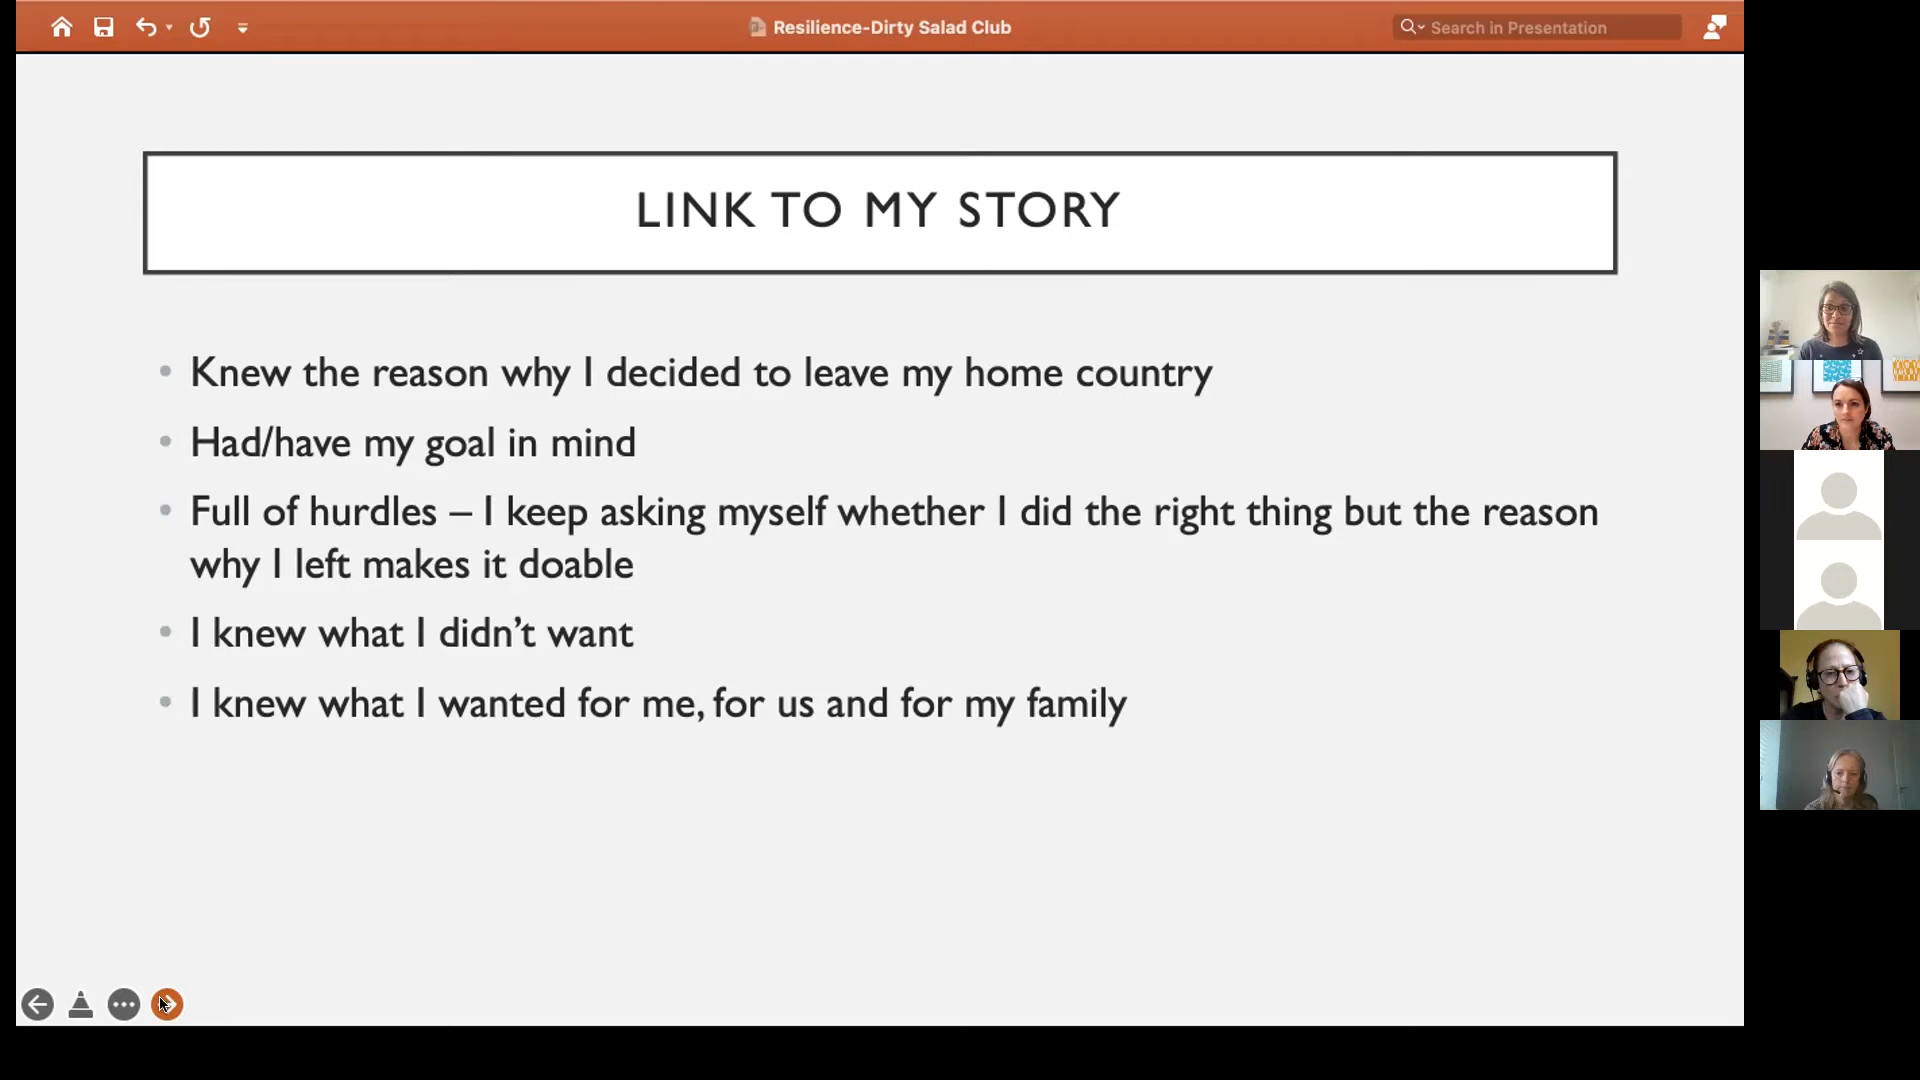 Resilience-Dirty Salad Club
Search in Presentation
LINK TO MY STORY
• Knew the reason why I decided to leave my home country
• Had/have my goal in mind
• Full of hurdles – I keep asking myself whether I did the right thing but the reason
why I left makes it doable
• I knew what I didn’t want
• I knew what I wanted for me, for us and for my family